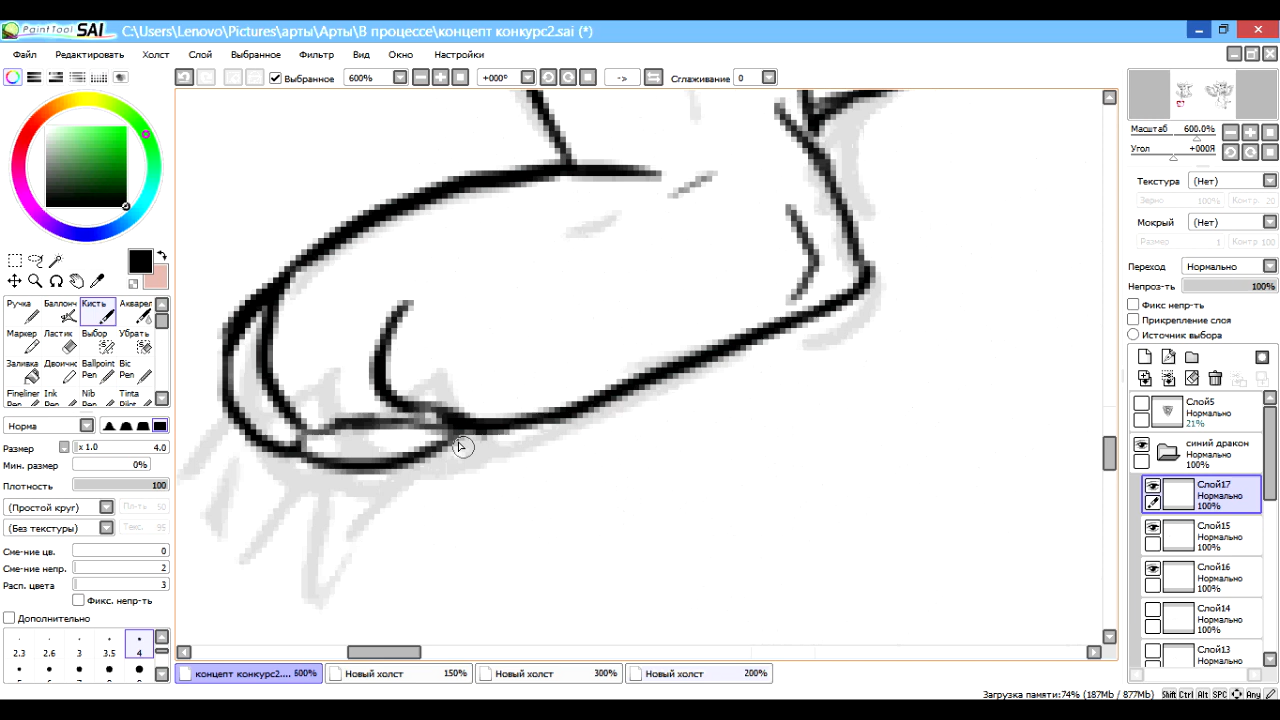 PaintTool SAI C:\Users\Lenovo\Pictures\арты\Арты\В процессе\концепт конкурс2.sai (*)
Файл Редактировать Холст Слой Выбранное Фильтр Вид Окно Настройки
Выбранное 600% +000° -> Сглаживание 0
Масштаб 600.0%
Угол +000Я
Текстура (Нет)
Зерно 100% Контр 20
Мокрый (Нет)
Размер 1 Контр 100
Переход Нормально
Непроз-ть 100%
Фикс непр-ть
Прикрепление слоя
Источник выбора
Ручка Баллонч Кисть Акварел
Маркер Ластик Выбор Убрать
Заливка Двоичнс Ballpoint Pen Bic Pen
Fineliner Ink Pen Nib Pen Tinta Pilot
Норма
Размер x 1.0 4.0
Мин. размер 0%
Плотность 100
(Простой круг) Пл-ть 50
(Без текстуры) Текс. 95
Сме-ние цв. 0
Сме-ние непр. 2
Расп. цвета 3
Фикс. непр-ть
Дополнительно
2.3 2.6 3 3.5 4
Слой5
Нормально
21%
синий дракон
Нормально
100%
Слой17
Нормально
100%
Слой15
Нормально
100%
Слой16
Нормально
100%
Слой14
Нормально
100%
Слой13
Нормально
концепт конкурс2.... 600% Новый холст 150% Новый холст 300% Новый холст 200%
Загрузка памяти:74% (187Mb / 877Mb) Shift Ctrl Alt SPC Any